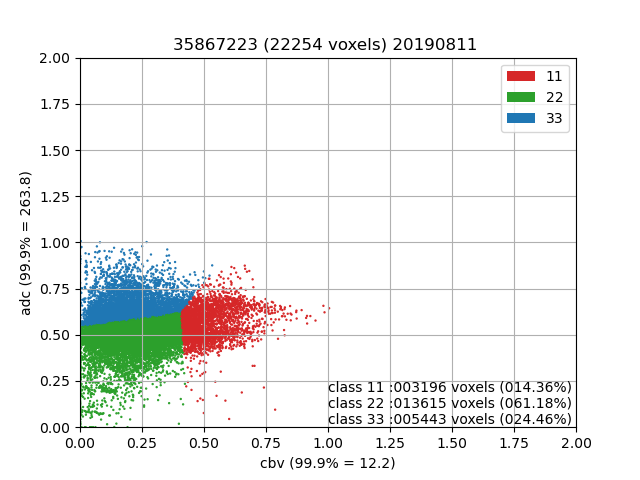 35867223 (22254 voxels) 20190811
2.00
1.75
1.50
1.25
1.00
0.75
0.50
0.25
0.00
adc (99.9% = 263.8)
11
22
33
class 11 :003196 voxels (014.36%)
class 22 :013615 voxels (061.18%)
class 33 :005443 voxels (024.46%)
0.00 0.25 0.50 0.75 1.00 1.25 1.50 1.75 2.00
cbv (99.9% = 12.2)